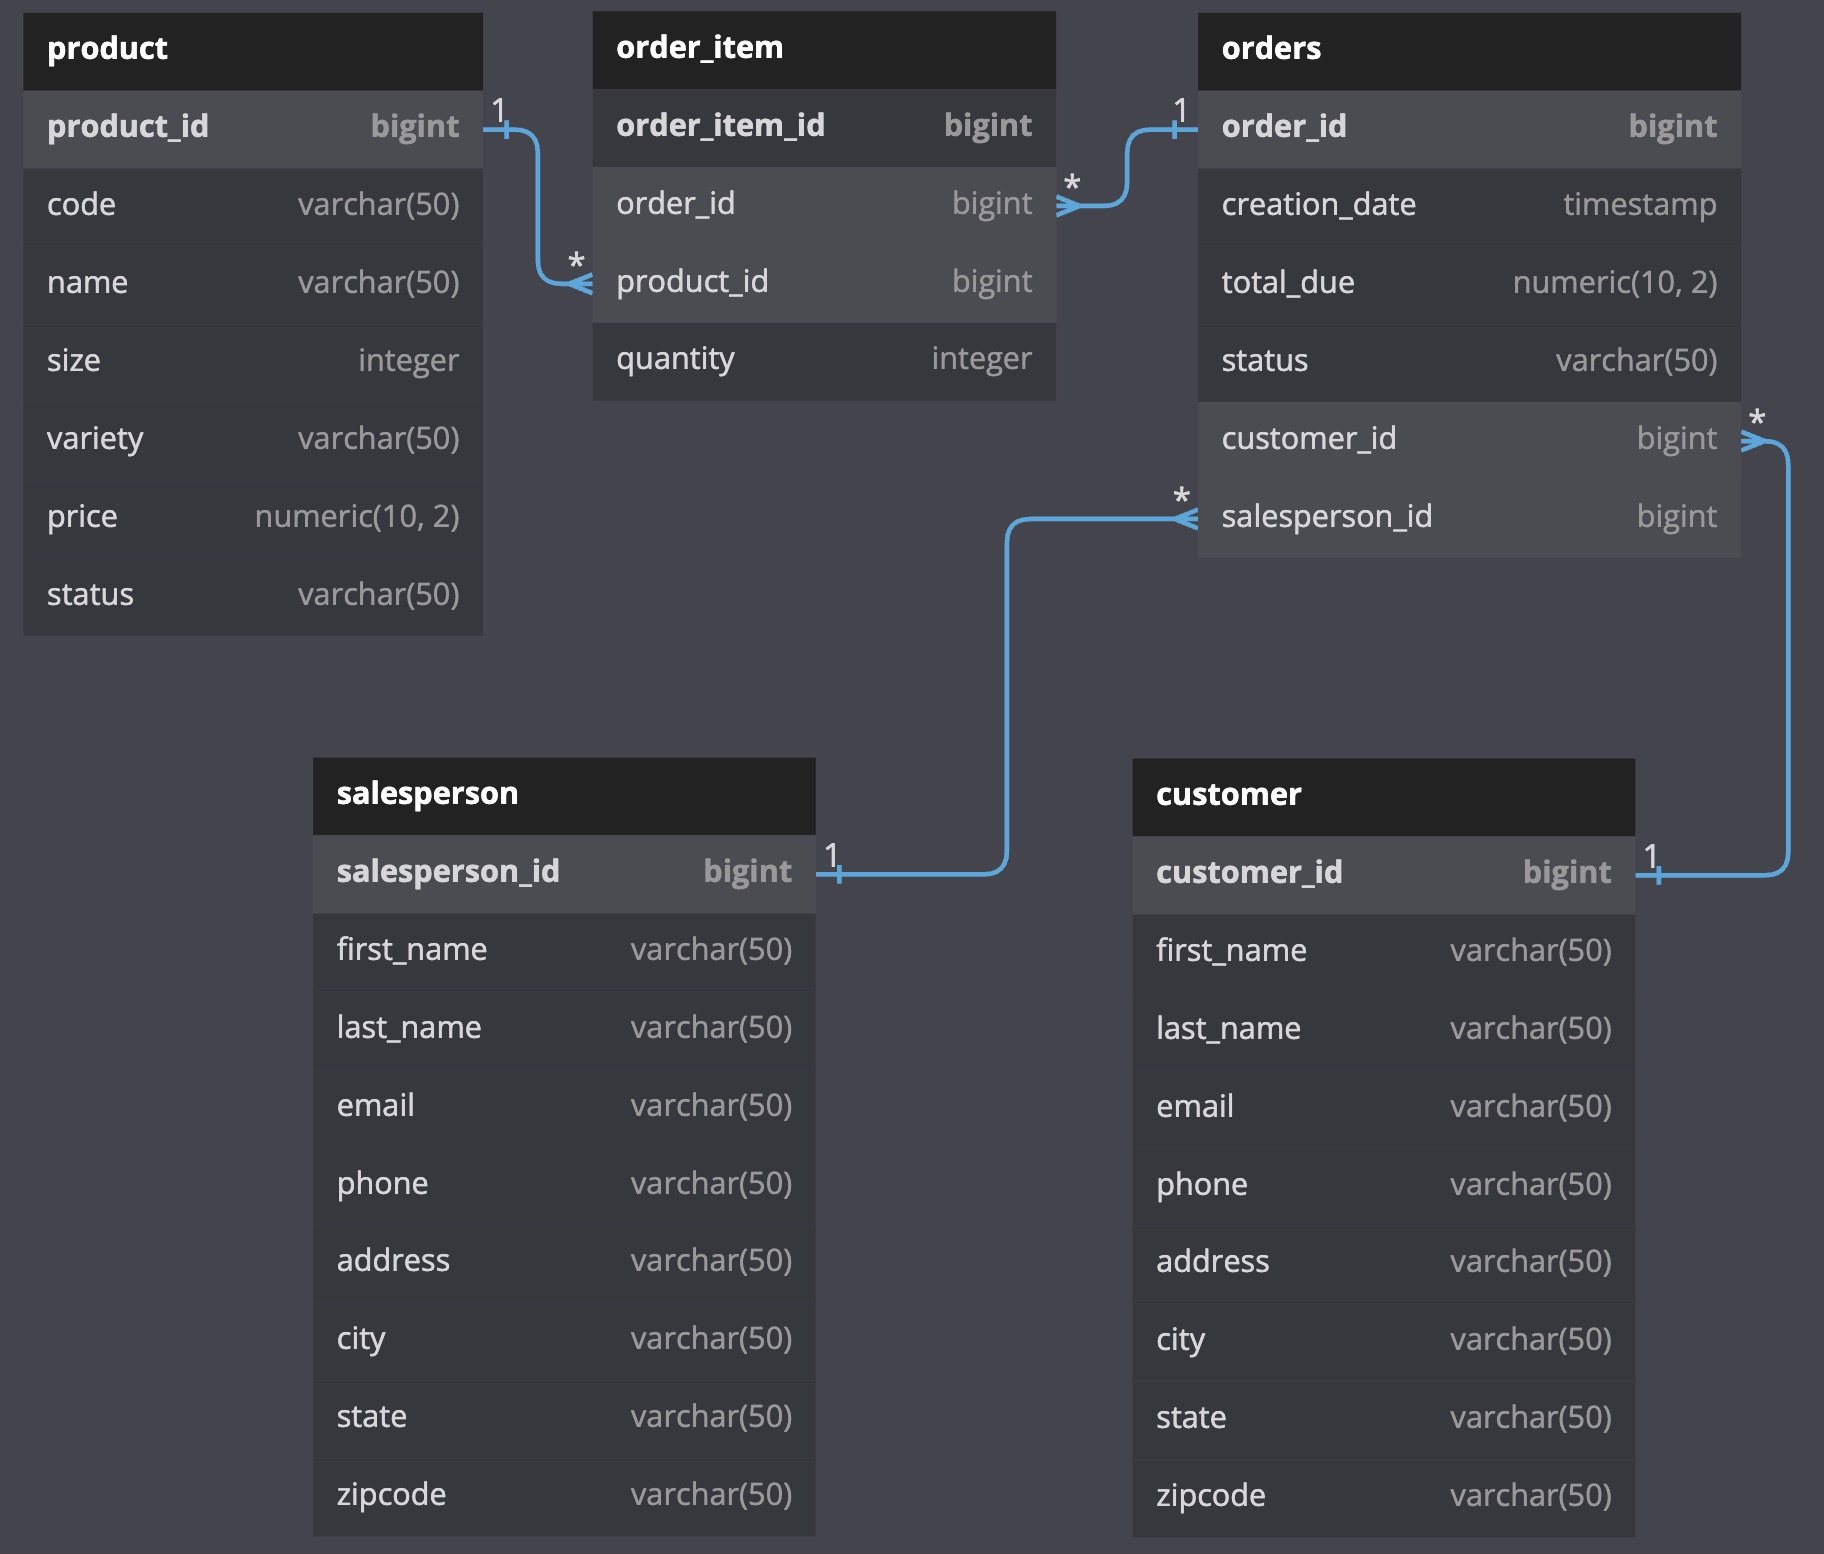 product
product_id bigint
code varchar(50)
name varchar(50)
size integer
variety varchar(50)
price numeric(10, 2)
status varchar(50)
1
*
order_item
order_item_id bigint
order_id bigint
product_id bigint
quantity integer
*
1
orders
order_id bigint
creation_date timestamp
total_due numeric(10, 2)
status varchar(50)
customer_id bigint
salesperson_id bigint
*
*
salesperson
salesperson_id bigint
first_name varchar(50)
last_name varchar(50)
email varchar(50)
phone varchar(50)
address varchar(50)
city varchar(50)
state varchar(50)
zipcode varchar(50)
1
customer
customer_id bigint
first_name varchar(50)
last_name varchar(50)
email varchar(50)
phone varchar(50)
address varchar(50)
city varchar(50)
state varchar(50)
zipcode varchar(50)
1